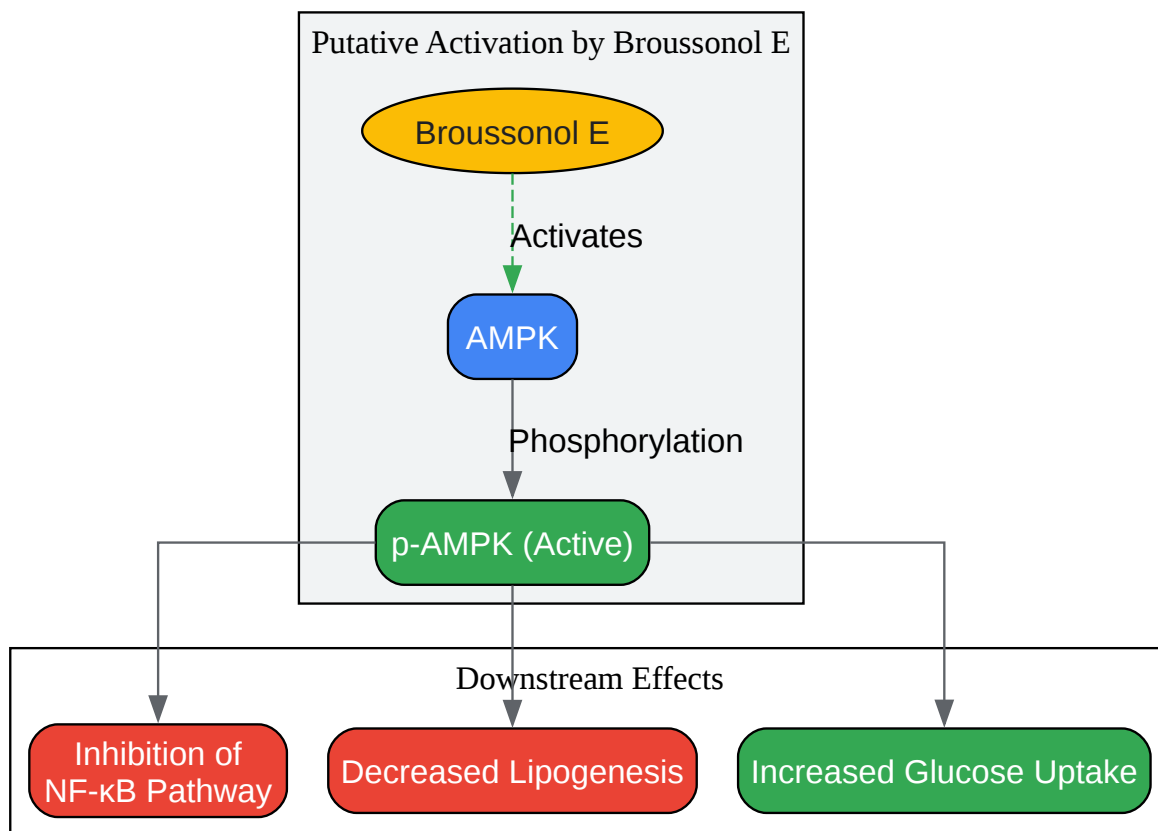 Putative Activation by Broussonol E
Broussonol E
Activates
AMPK
Phosphorylation
p-AMPK (Active)
Downstream Effects
Inhibition of
NF-κB Pathway
Decreased Lipogenesis
Increased Glucose Uptake